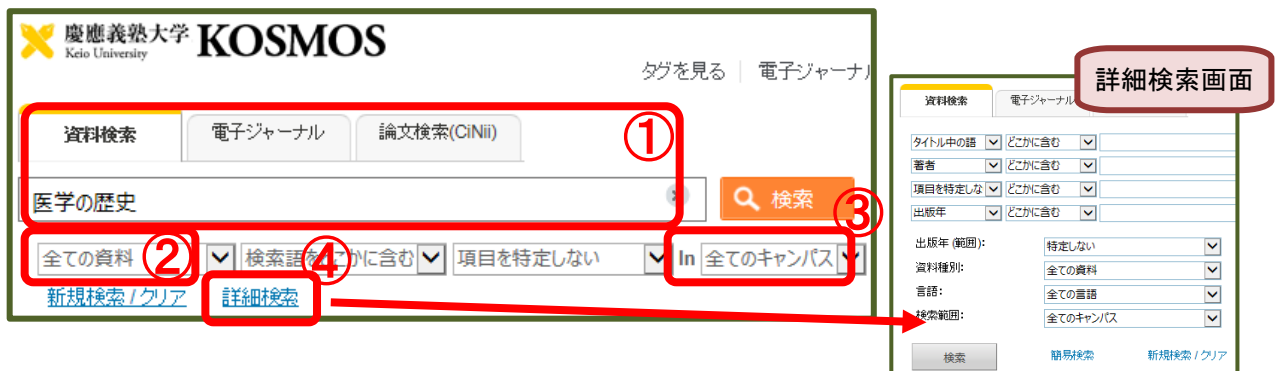 慶應義塾大学 KOSMOS
Keio University
タグを見る 電子ジャーナル
資料検索 電子ジャーナル 論文検索(CiNii)
①
医学の歴史
検索
②
③
④
全ての資料 検索語をどこかに含む 項目を特定しない In 全てのキャンパス
新規検索 / クリア 詳細検索
詳細検索画面
資料検索 電子ジャーナル
タイトル中の語 どこかに含む
著者 どこかに含む
項目を特定しな どこかに含む
出版年 どこかに含む
出版年 (範囲): 特定しない
資料種別: 全ての資料
言語: 全ての言語
検索範囲: 全てのキャンパス
検索 簡易検索 新規検索 / クリア